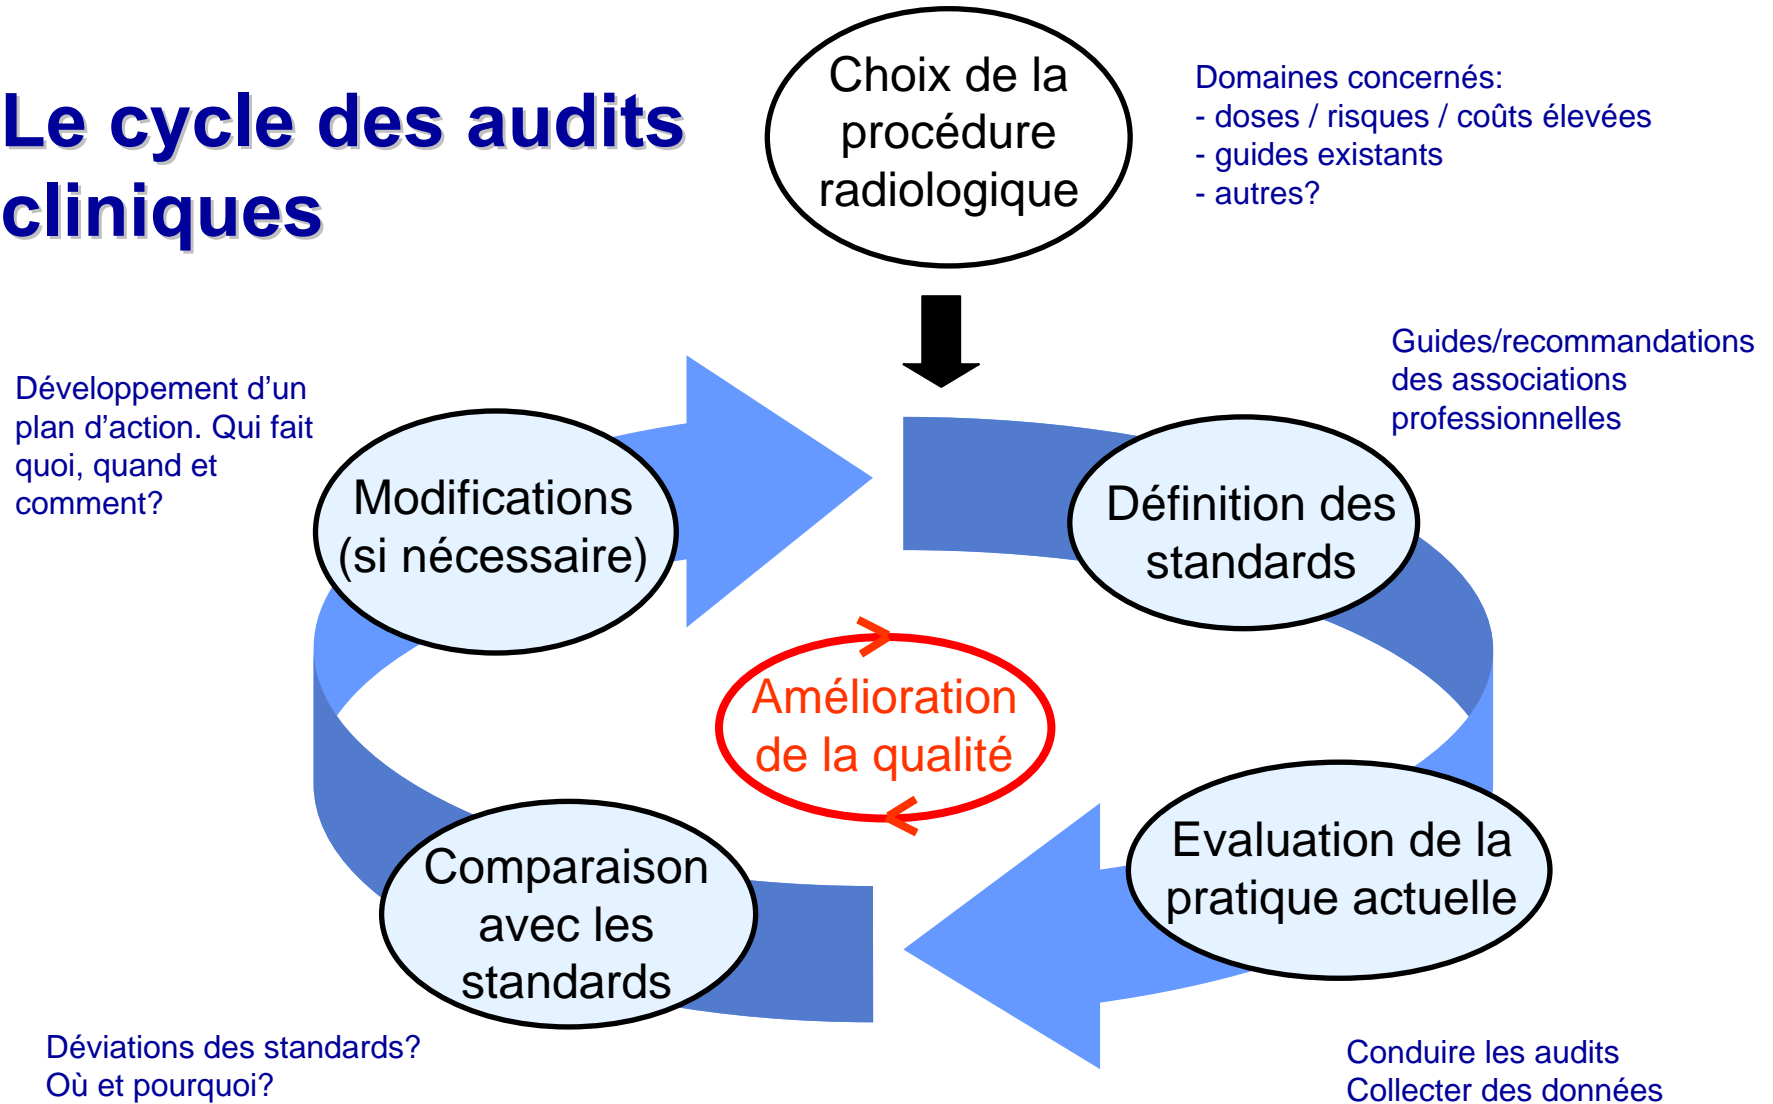 Le cycle des audits
cliniques
Choix de la
procédure
radiologique
Domaines concernés:
- doses / risques / coûts élevées
- guides existants
- autres?
Guides/recommandations
des associations
professionnelles
Définition des
standards
Evaluation de la
pratique actuelle
Conduire les audits
Collecter des données
Comparaison
avec les
standards
Déviations des standards?
Où et pourquoi?
Modifications
(si nécessaire)
Développement d’un
plan d’action. Qui fait
quoi, quand et
comment?
Amélioration
de la qualité